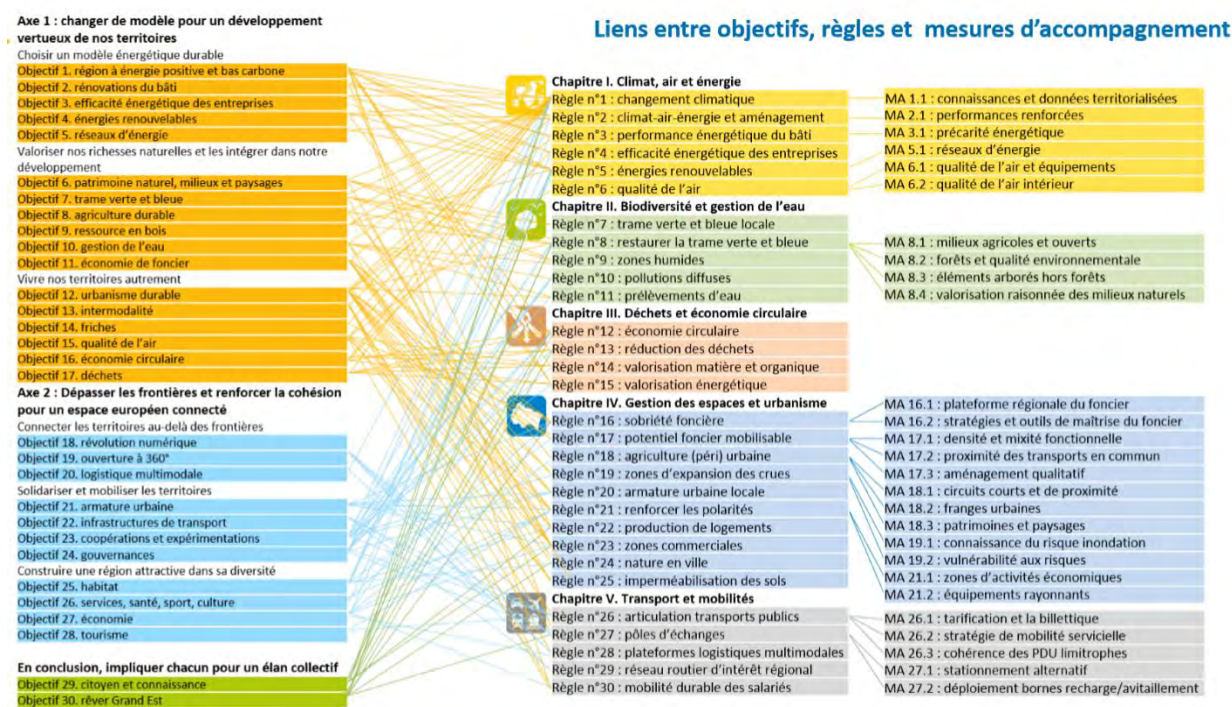 Liens entre objectifs, règles et mesures d'accompagnement
Axe 1 : changer de modèle pour un développement
vertueux de nos territoires
Choisir un modèle énergétique durable
Objectif 1. région à énergie positive et bas carbone
Objectif 2. rénovations du bâti
Objectif 3. efficacité énergétique des entreprises
Objectif 4. énergies renouvelables
Objectif 5. réseaux d'énergie
Valoriser nos richesses naturelles et les intégrer dans notre
développement
Objectif 6. patrimoine naturel, milieux et paysages
Objectif 7. trame verte et bleue
Objectif 8. agriculture durable
Objectif 9. ressource en bois
Objectif 10. gestion de l'eau
Objectif 11. économie de foncier
Vivre nos territoires autrement
Objectif 12. urbanisme durable
Objectif 13. intermodalité
Objectif 14. friches
Objectif 15. qualité de l'air
Objectif 16. économie circulaire
Objectif 17. déchets
Axe 2 : Dépasser les frontières et renforcer la cohésion
pour un espace européen connecté
Connecter les territoires au-delà des frontières
Objectif 18. révolution numérique
Objectif 19. ouverture à 360°
Objectif 20. logistique multimodale
Solidariser et mobiliser les territoires
Objectif 21. armature urbaine
Objectif 22. infrastructures de transport
Objectif 23. coopérations et expérimentations
Objectif 24. gouvernances
Construire une région attractive dans sa diversité
Objectif 25. habitat
Objectif 26. services, santé, sport, culture
Objectif 27. économie
Objectif 28. tourisme
En conclusion, impliquer chacun pour un élan collectif
Objectif 29. citoyen et connaissance
Objectif 30. rêver Grand Est
Chapitre I. Climat, air et énergie
Règle n°1 : changement climatique
Règle n°2 : climat-air-énergie et aménagement
Règle n°3 : performance énergétique du bâti
Règle n°4 : efficacité énergétique des entreprises
Règle n°5 : énergies renouvelables
Règle n°6 : qualité de l'air
Chapitre II. Biodiversité et gestion de l'eau
Règle n°7 : trame verte et bleue locale
Règle n°8 : restaurer la trame verte et bleue
Règle n°9 : zones humides
Règle n°10 : pollutions diffuses
Règle n°11 : prélèvements d'eau
Chapitre III. Déchets et économie circulaire
Règle n°12 : économie circulaire
Règle n°13 : réduction des déchets
Règle n°14 : valorisation matière et organique
Règle n°15 : valorisation énergétique
Chapitre IV. Gestion des espaces et urbanisme
Règle n°16 : sobriété foncière
Règle n°17 : potentiel foncier mobilisable
Règle n°18 : agriculture (péri) urbaine
Règle n°19 : zones d'expansion des crues
Règle n°20 : armature urbaine locale
Règle n°21 : renforcer les polarités
Règle n°22 : production de logements
Règle n°23 : zones commerciales
Règle n°24 : nature en ville
Règle n°25 : imperméabilisation des sols
Chapitre V. Transport et mobilités
Règle n°26 : articulation transports publics
Règle n°27 : pôles d'échanges
Règle n°28 : plateformes logistiques multimodales
Règle n°29 : réseau routier d'intérêt régional
Règle n°30 : mobilité durable des salariés
MA 1.1 : connaissances et données territorialisées
MA 2.1 : performances renforcées
MA 3.1 : précarité énergétique
MA 5.1 : réseaux d'énergie
MA 6.1 : qualité de l'air et équipements
MA 6.2 : qualité de l'air intérieur
MA 8.1 : milieux agricoles et ouverts
MA 8.2 : forêts et qualité environnementale
MA 8.3 : éléments arborés hors forêts
MA 8.4 : valorisation raisonnée des milieux naturels
MA 16.1 : plateforme régionale du foncier
MA 16.2 : stratégies et outils de maîtrise du foncier
MA 17.1 : densité et mixité fonctionnelle
MA 17.2 : proximité des transports en commun
MA 17.3 : aménagement qualitatif
MA 18.1 : circuits courts et de proximité
MA 18.2 : franges urbaines
MA 18.3 : patrimoines et paysages
MA 19.1 : connaissance du risque inondation
MA 19.2 : vulnérabilité aux risques
MA 21.1 : zones d'activités économiques
MA 21.2 : équipements rayonnants
MA 26.1 : tarification et la billettique
MA 26.2 : stratégie de mobilité servicielle
MA 26.3 : cohérence des PDU limitrophes
MA 27.1 : stationnement alternatif
MA 27.2 : déploiement bornes recharge/avitaillement